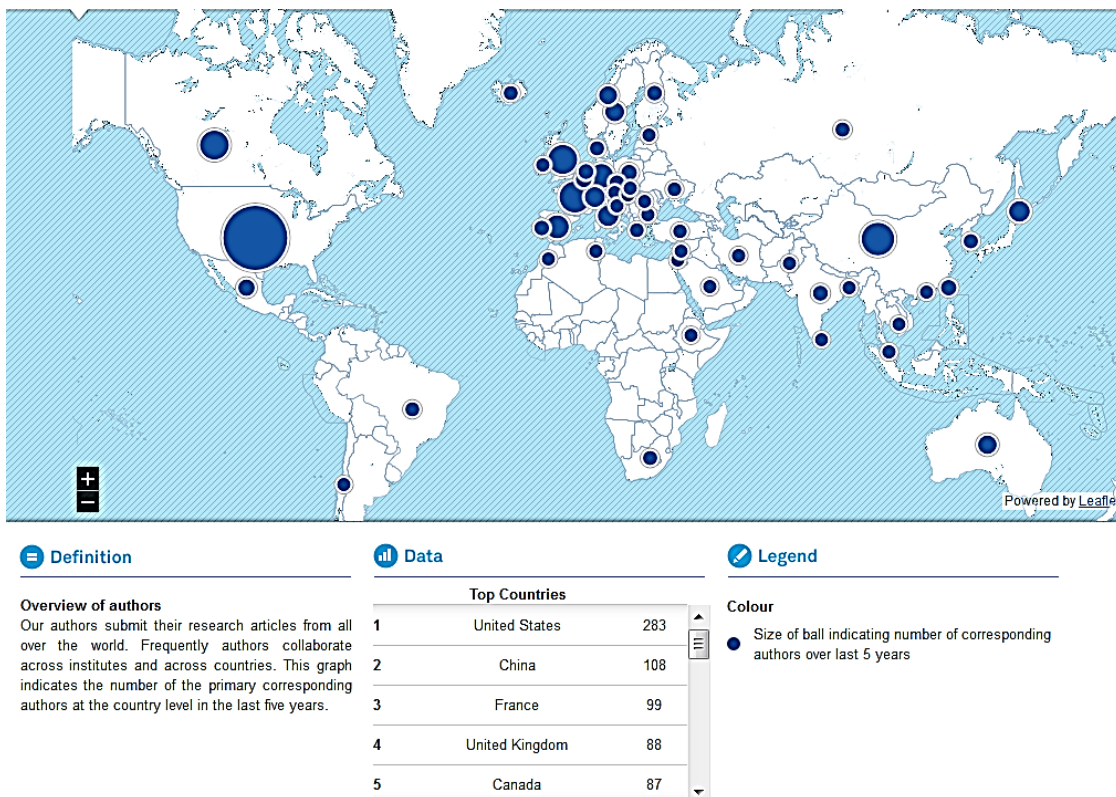 +
−
Powered by Leafle
Definition
Overview of authors
Our authors submit their research articles from all
over the world. Frequently authors collaborate
across institutes and across countries. This graph
indicates the number of the primary corresponding
authors at the country level in the last five years.
Data
Top Countries
1 United States 283
2 China 108
3 France 99
4 United Kingdom 88
5 Canada 87
Legend
Colour
Size of ball indicating number of corresponding
authors over last 5 years